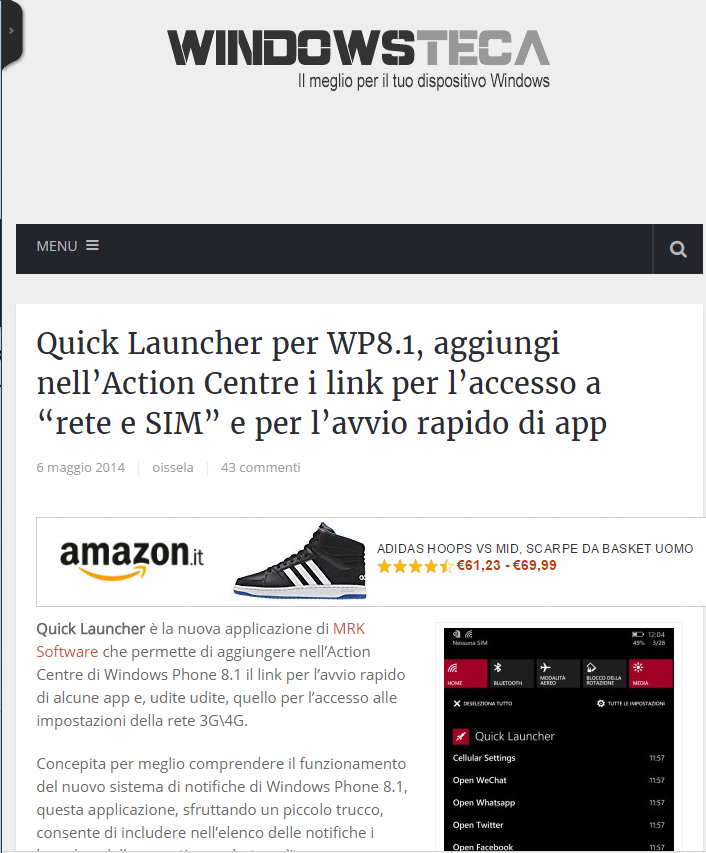 WINDOWSTECA
Il meglio per il tuo dispositivo Windows
MENU
Quick Launcher per WP8.1, aggiungi
nell’Action Centre i link per l’accesso a
“rete e SIM” e per l’avvio rapido di app
6 maggio 2014 oissela 43 commenti
amazon.it
ADIDAS HOOPS VS MID, SCARPE DA BASKET UOMO
€61,23 - €69,99
Quick Launcher è la nuova applicazione di MRK
Software che permette di aggiungere nell’Action
Centre di Windows Phone 8.1 il link per l’avvio rapido
di alcune app e, udite udite, quello per l’accesso alle
impostazioni della rete 3G\4G.
Concepita per meglio comprendere il funzionamento
del nuovo sistema di notifiche di Windows Phone 8.1,
questa applicazione, sfruttando un piccolo trucco,
consente di includere nell’elenco delle notifiche i
12:04
Nessuna SIM 49% 3/28
HOME BLUETOOTH MODALITÀ AEREO BLOCCO DELLA ROTAZIONE MEDIA
DESELEZIONA TUTTO TUTTE LE IMPOSTAZIONI
Quick Launcher
Cellular Settings 11:57
Open WeChat 11:57
Open Whatsapp 11:57
Open Twitter 11:57
Open Facebook 11:57